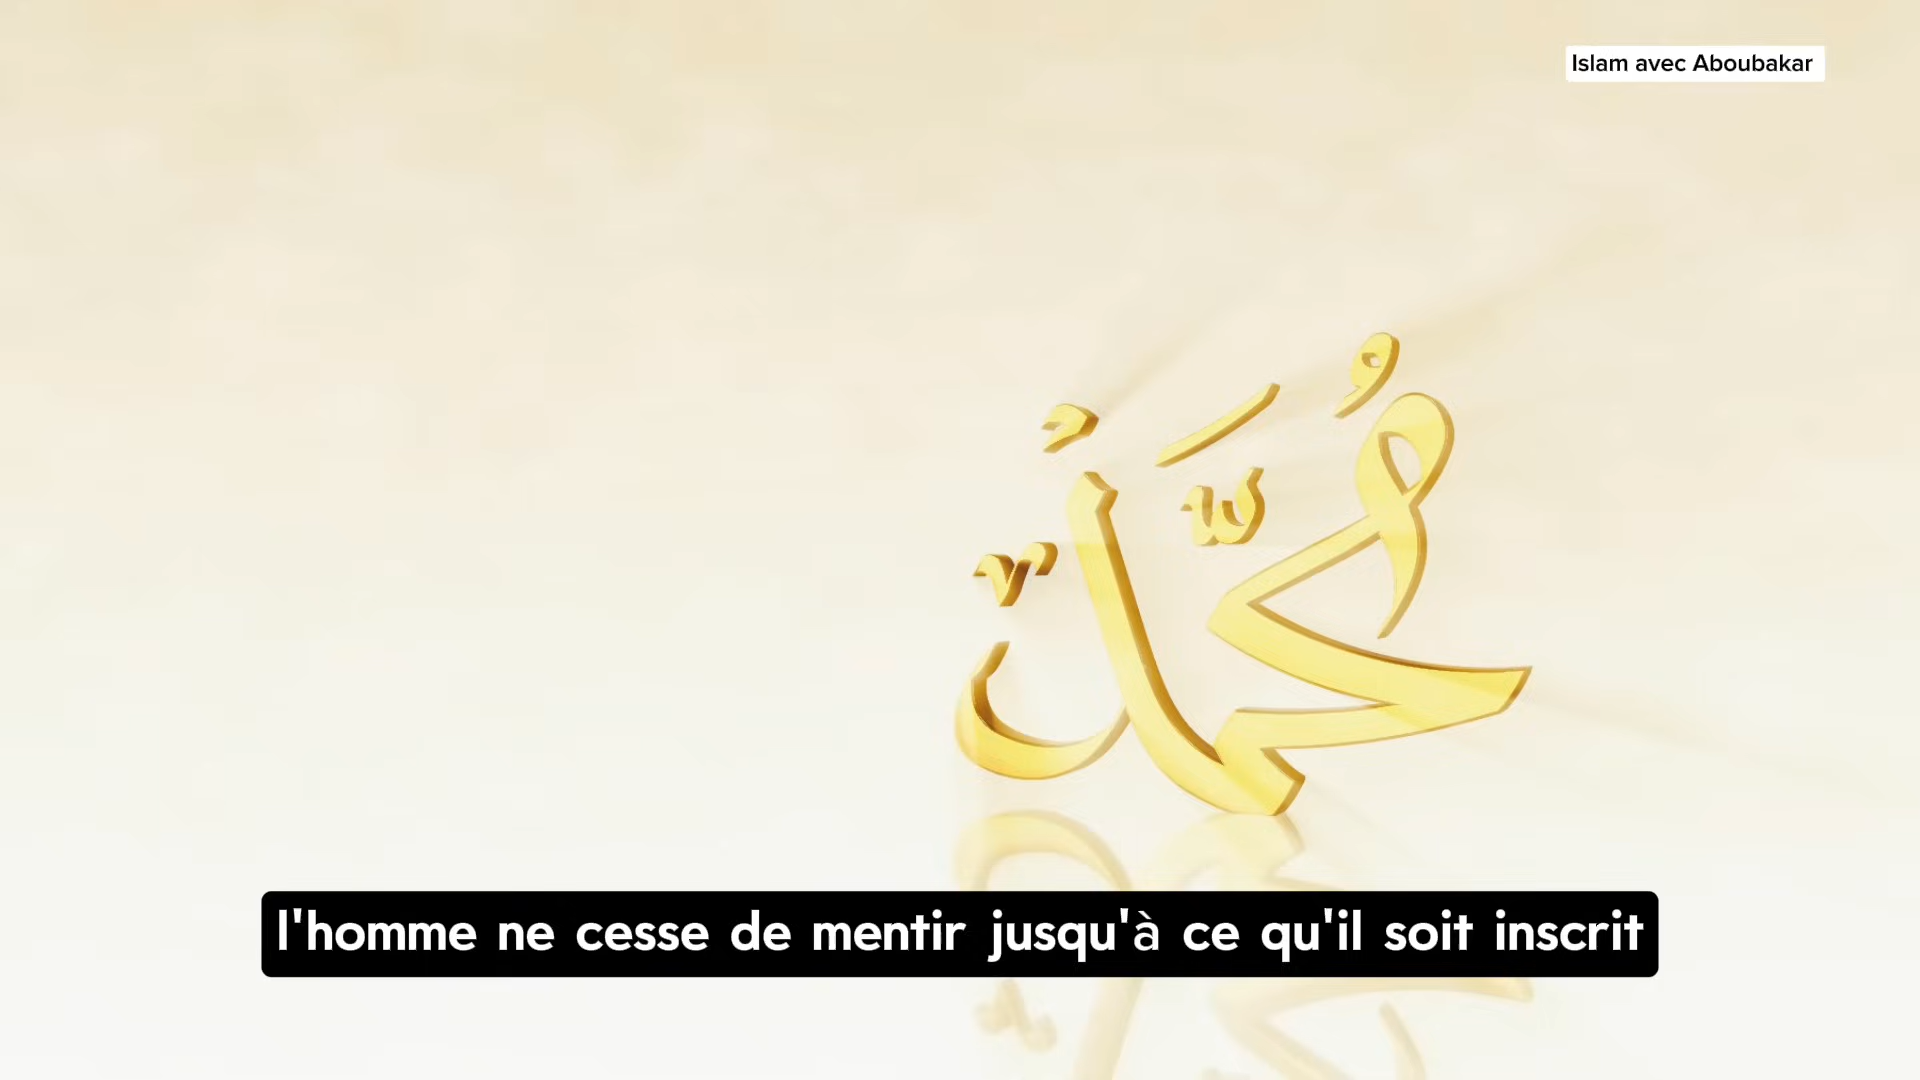 Islam avec Aboubakar
مُحَمَّدٌ
l'homme ne cesse de mentir jusqu'à ce qu'il soit inscrit